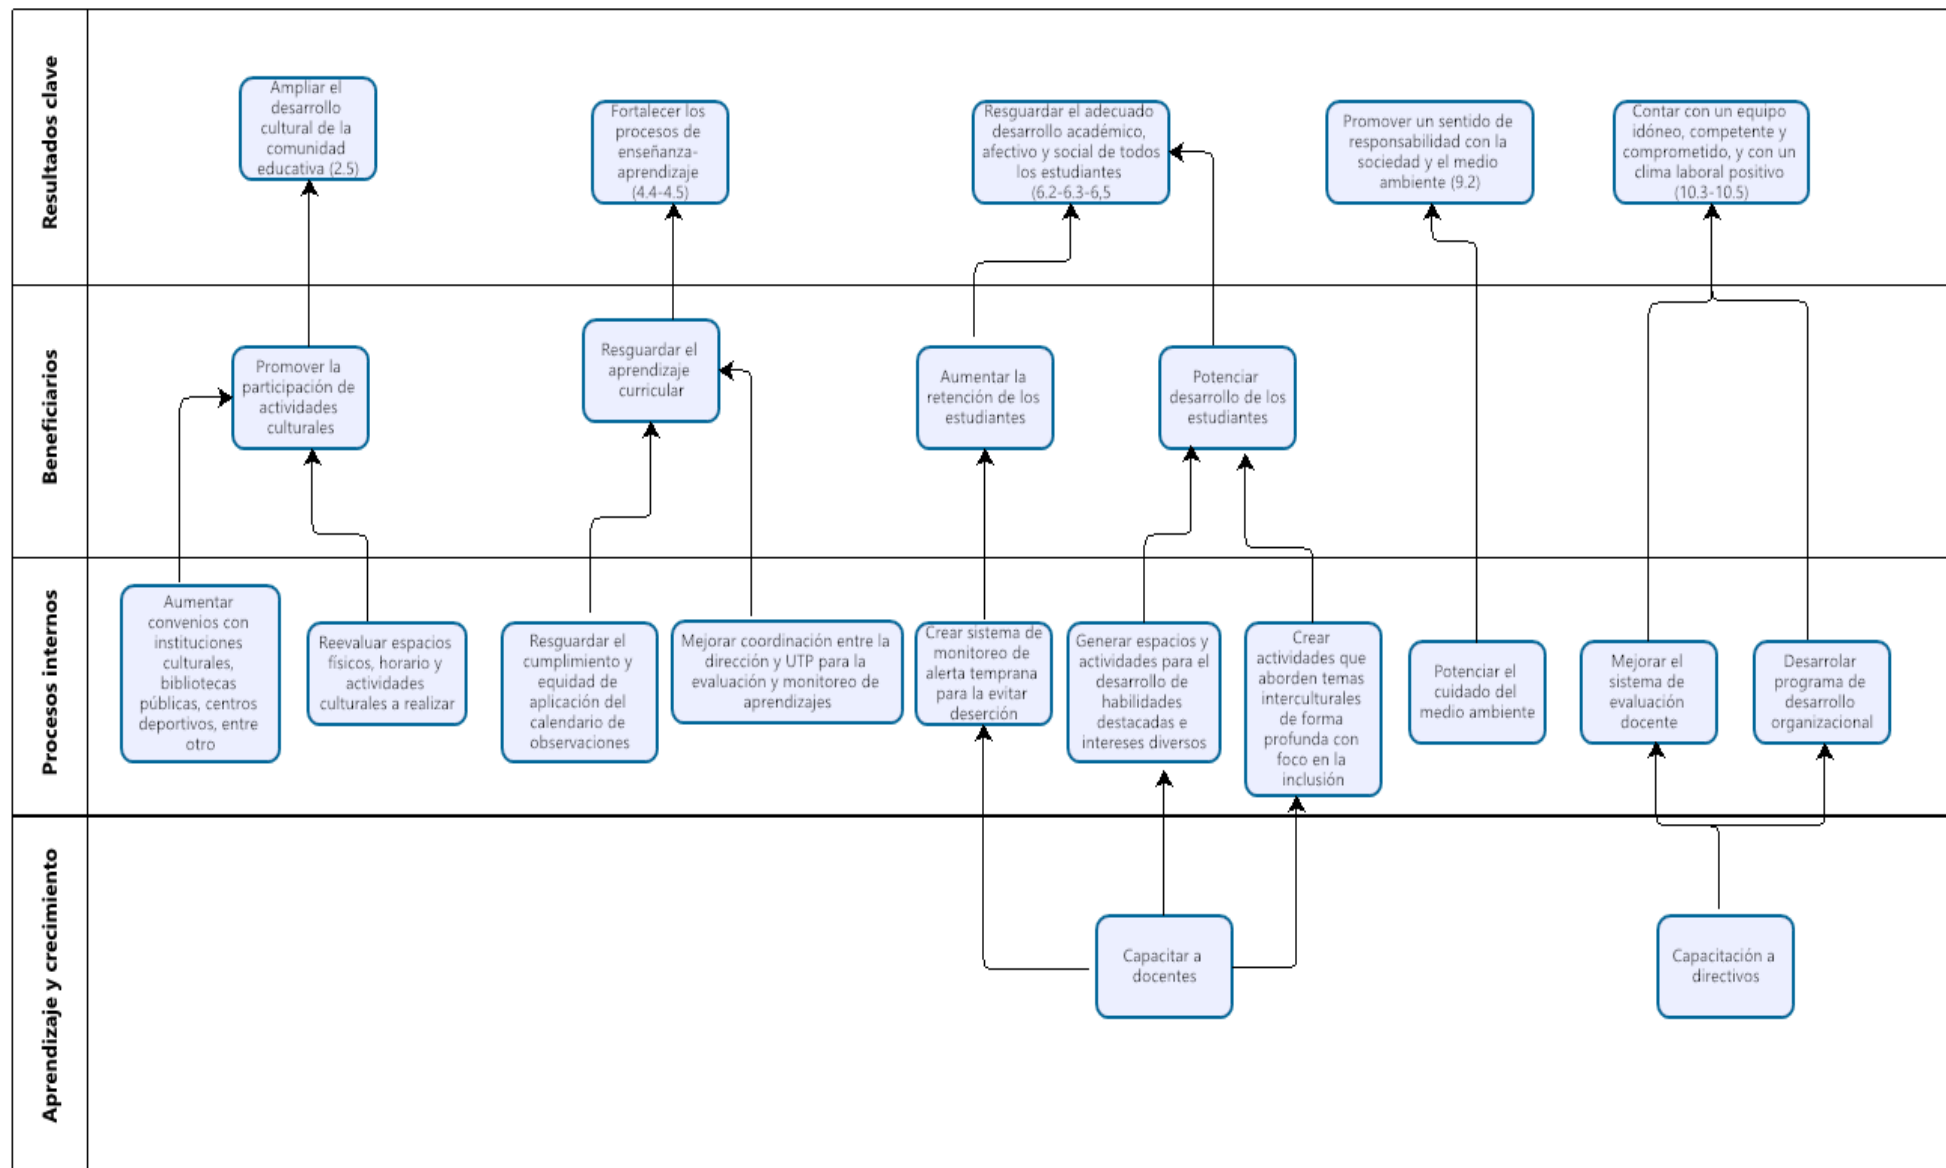 Resultados clave
Ampliar el
desarrollo
cultural de la
comunidad
educativa (2.5)
Fortalecer los
procesos de
enseñanza-
aprendizaje
(4.4-4.5)
Resguardar el adecuado
desarrollo académico,
afectivo y social de todos
los estudiantes
(6.2-6.3-6,5
Promover un sentido de
responsabilidad con la
sociedad y el medio
ambiente (9.2)
Contar con un equipo
idóneo, competente y
comprometido, y con un
clima laboral positivo
(10.3-10.5)
Beneficiarios
Promover la
participación de
actividades
culturales
Resguardar el
aprendizaje
curricular
Aumentar la
retención de los
estudiantes
Potenciar
desarrollo de los
estudiantes
Procesos internos
Aumentar
convenios con
instituciones
culturales,
bibliotecas
públicas, centros
deportivos, entre
otro
Reevaluar espacios
físicos, horario y
actividades
culturales a realizar
Resguardar el
cumplimiento y
equidad de
aplicación del
calendario de
observaciones
Mejorar coordinación entre la
dirección y UTP para la
evaluación y monitoreo de
aprendizajes
Crear sistema de
monitoreo de
alerta temprana
para la evitar
deserción
Generar espacios y
actividades para el
desarrollo de
habilidades
destacadas e
intereses diversos
Crear
actividades que
aborden temas
interculturales
de forma
profunda con
foco en la
inclusión
Potenciar el
cuidado del
medio ambiente
Mejorar el
sistema de
evaluación
docente
Desarrolar
programa de
desarrollo
organizacional
Aprendizaje y crecimiento
Capacitar a
docentes
Capacitación a
directivos